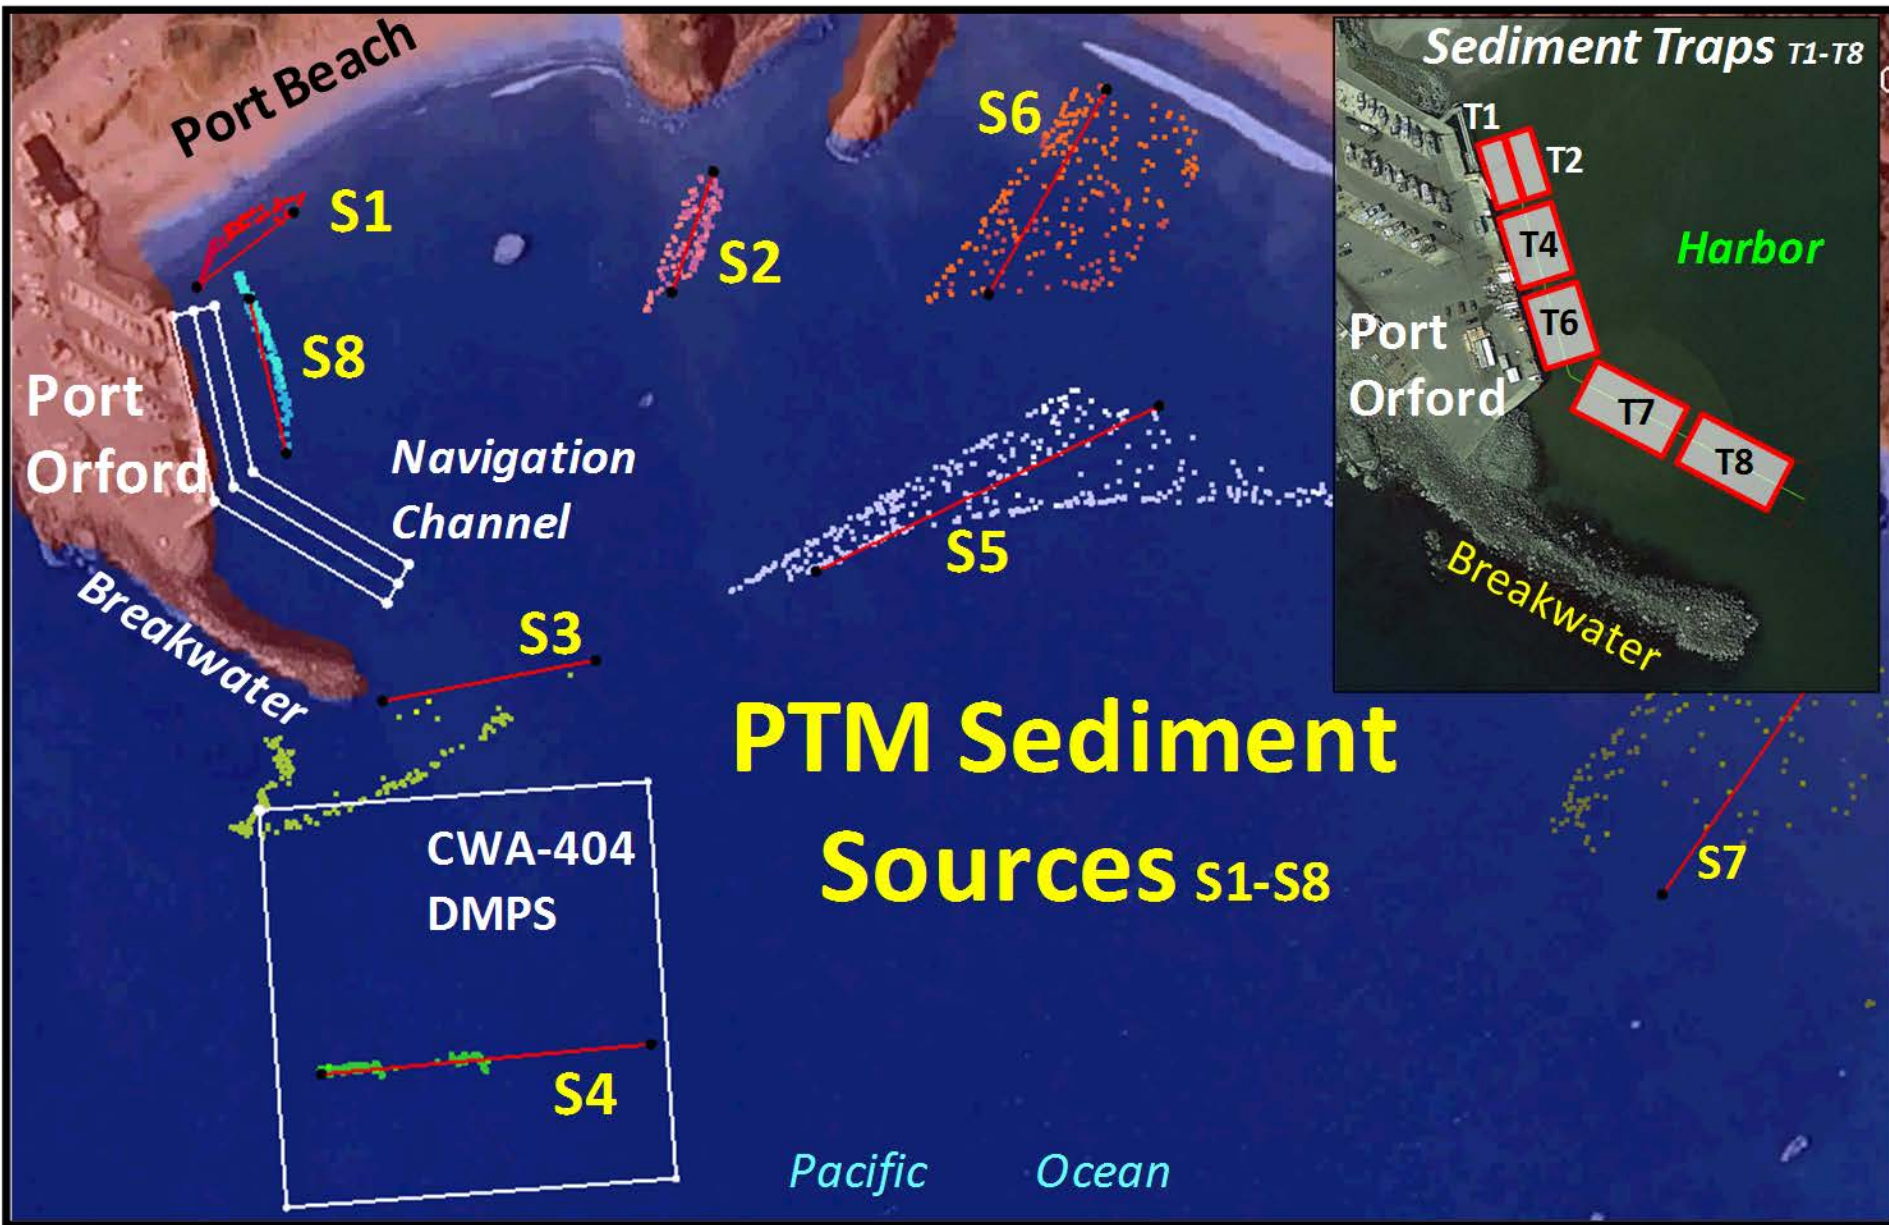 Port Beach
S1
S8
S2
S6
Port
Orford
Navigation
Channel
Breakwater
S5
S3
PTM Sediment
Sources S1-S8
CWA-404
DMPS
S4
S7
Pacific Ocean
Sediment Traps T1-T8
T1
T2
T4
Harbor
T6
Port
Orford
T7
T8
Breakwater